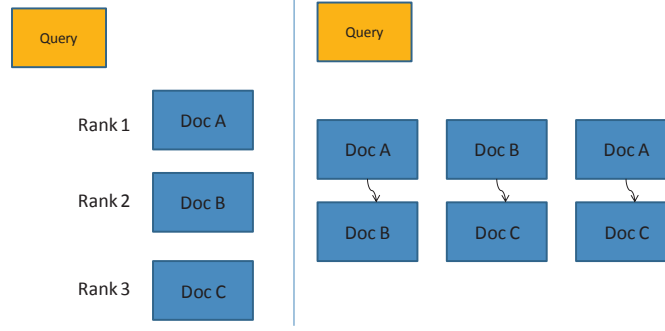 Query
Rank 1 Doc A
Rank 2 Doc B
Rank 3 Doc C
Query
Doc A Doc B Doc A
Doc B Doc C Doc C